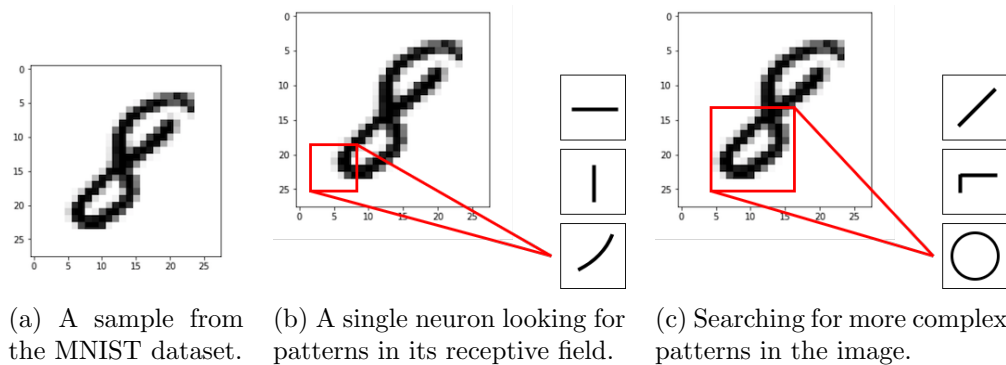 0
5
10
15
20
25
0 5 10 15 20 25
0
5
10
15
20
25
0 5 10 15 20 25
0
5
10
15
20
25
0 5 10 15 20 25
(a) A sample from
the MNIST dataset.
(b) A single neuron looking for
patterns in its receptive field.
(c) Searching for more complex
patterns in the image.